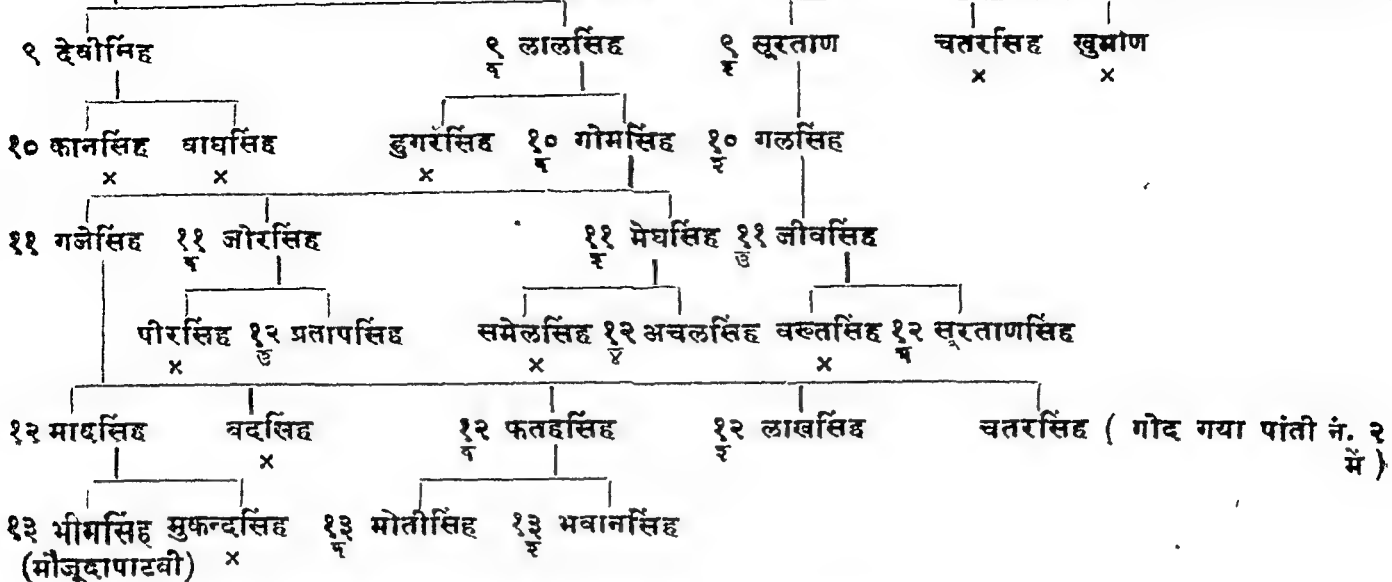 ९ देवीसिंह ९ लालसिंह ९ सूरताण चतरसिंह खुमाण
× ×
१० कानसिंह वाघसिंह डुगरसिंह १० गोमसिंह १० गलसिंह
× × ×
११ गजेसिंह ११ जोरसिंह ११ मेघसिंह ११ जीवसिंह
पीरसिंह १२ प्रतापसिंह समेलसिंह १२ अचलसिंह वख्तसिंह १२ सूरताणसिंह
× × ×
१२ माधसिंह वदसिंह १२ फतहसिंह १२ लाखसिंह चतरसिंह ( गोद गया पांती नं. २
× में )
१३ भीमसिंह मुकन्दसिंह १३ मोतीसिंह १३ भवानसिंह
(मौजूदापाटवी) ×